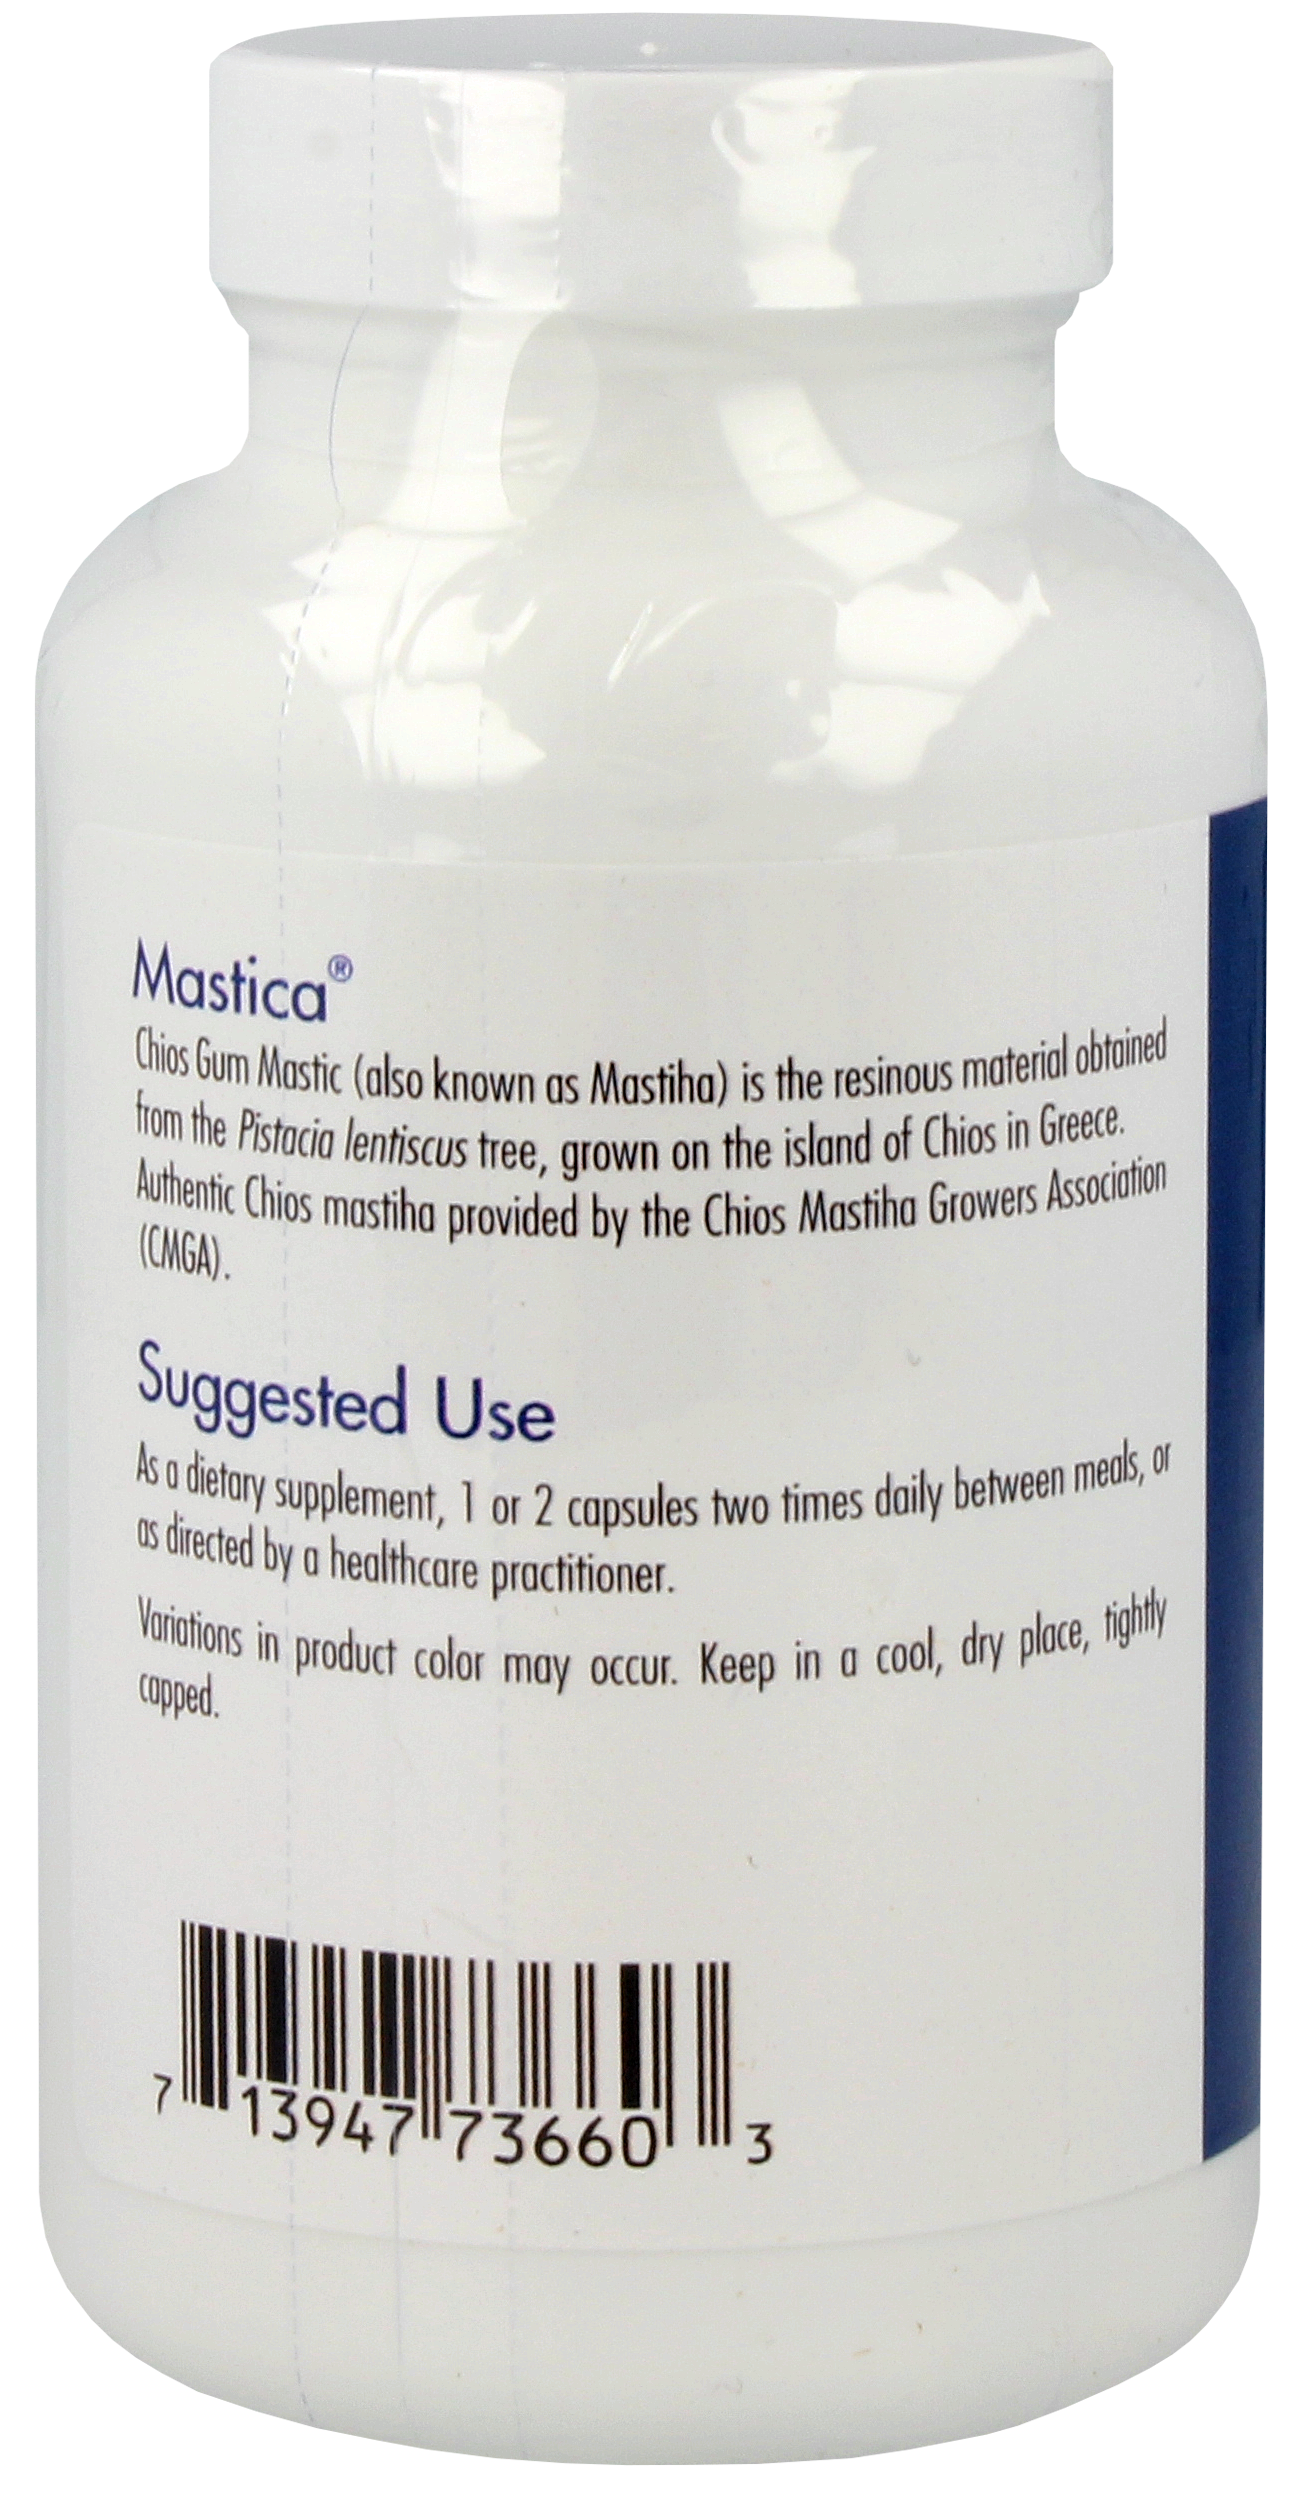 Mastica®
Chios Gum Mastic (also known as Mastiha) is the resinous material obtained
from the Pistacia lentiscus tree, grown on the island of Chios in Greece.
Authentic Chios mastiha provided by the Chios Mastiha Growers Association
(CMGA).
Suggested Use
As a dietary supplement, 1 or 2 capsules two times daily between meals, or
as directed by a healthcare practitioner.
Variations in product color may occur. Keep in a cool, dry place, tightly
capped.
7 13947 73660 3